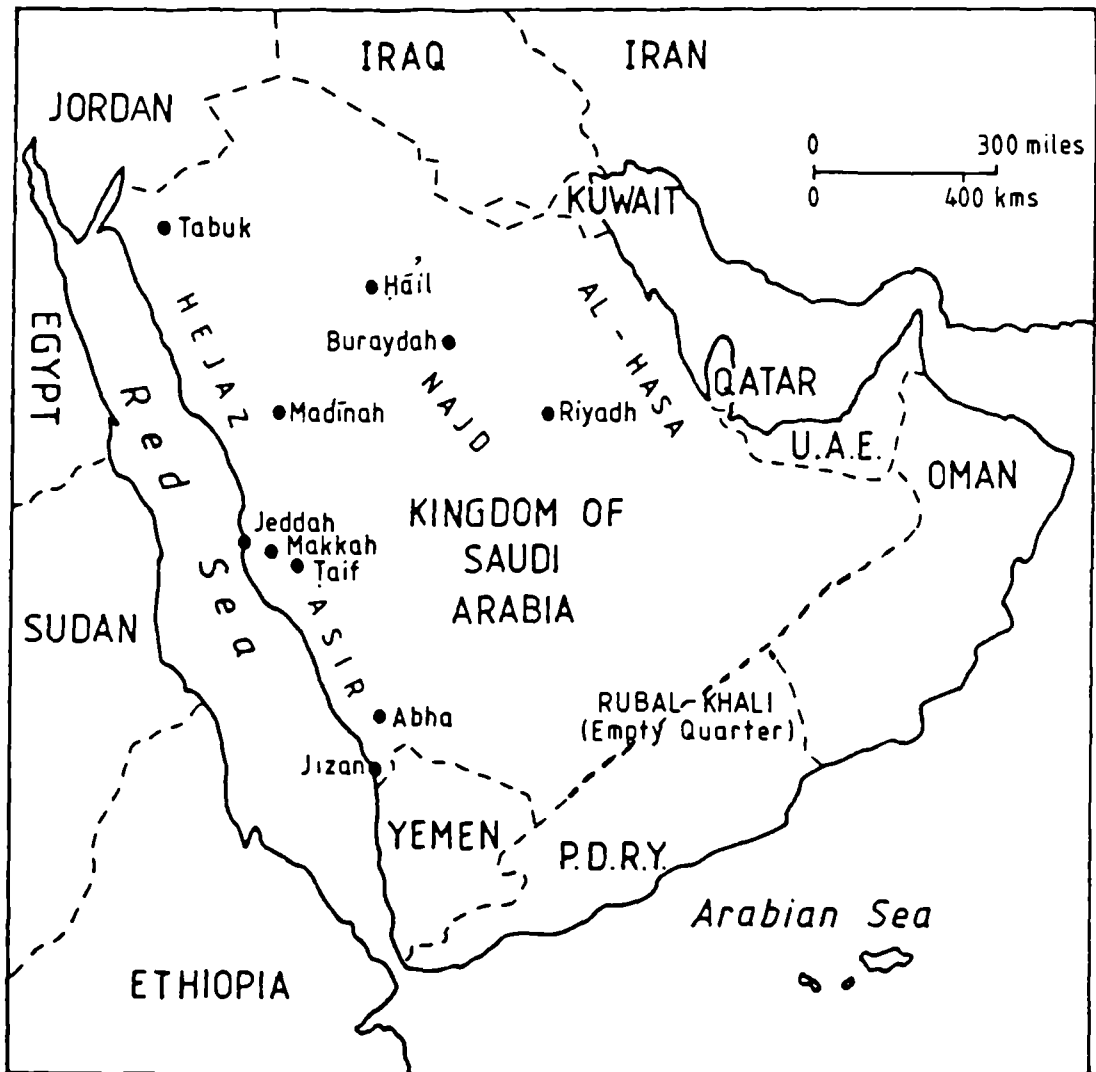 IRAQ
IRAN
JORDAN
0 300 miles
0 400 kms
KUWAIT
Tabuk
Ḥāʼil
HEJAZ
AL-HASA
EGYPT
Buraydah
Red Sea
NAJD
QATAR
Madīnah
Riyadh
U.A.E.
OMAN
Jeddah
Makkah
Taif
KINGDOM OF
SAUDI
ARABIA
'ASIR
SUDAN
RUBAL-KHALI
(Empty Quarter)
Abha
Jizan
YEMEN
P.D.R.Y.
Arabian Sea
ETHIOPIA